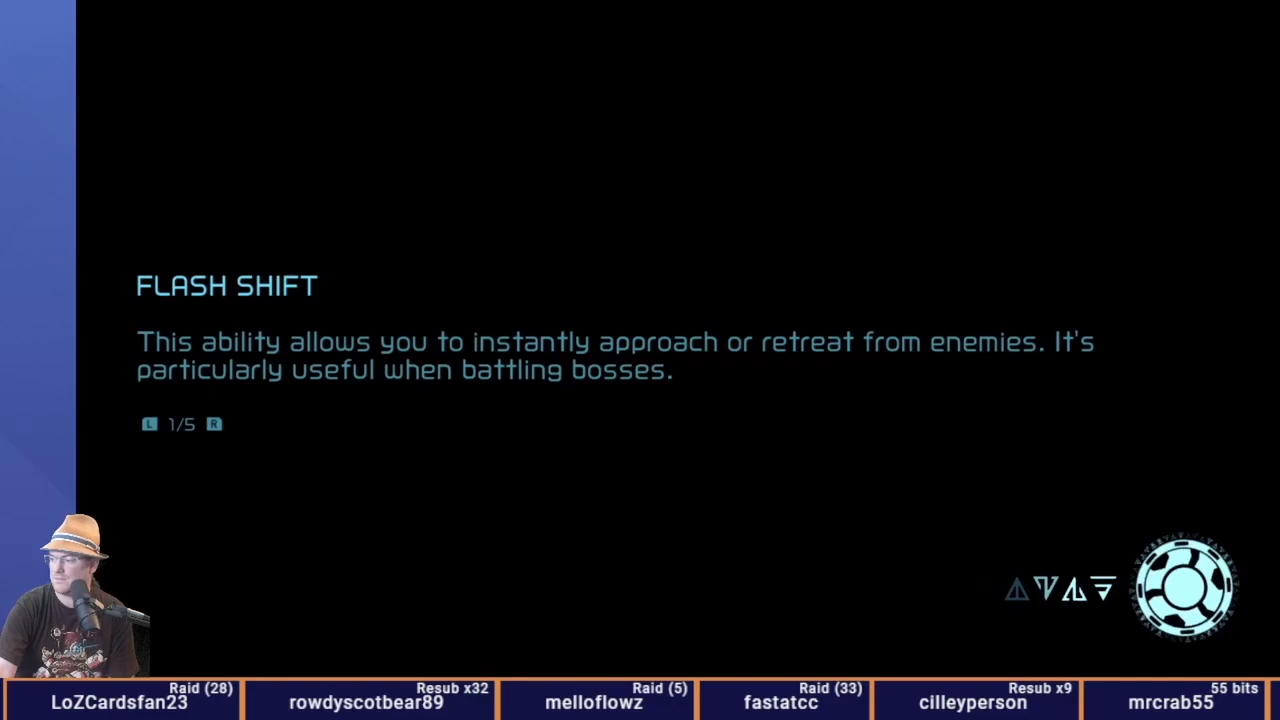 FLASH SHIFT
This ability allows you to instantly approach or retreat from enemies. It's
particularly useful when battling bosses.
L 1/5 R
Raid (28)
LoZCardsfan23
Resub x32
rowdyscotbear89
Raid (5)
melloflowz
Raid (33)
fastatcc
Resub x9
cilleyperson
55 bits
mrcrab55